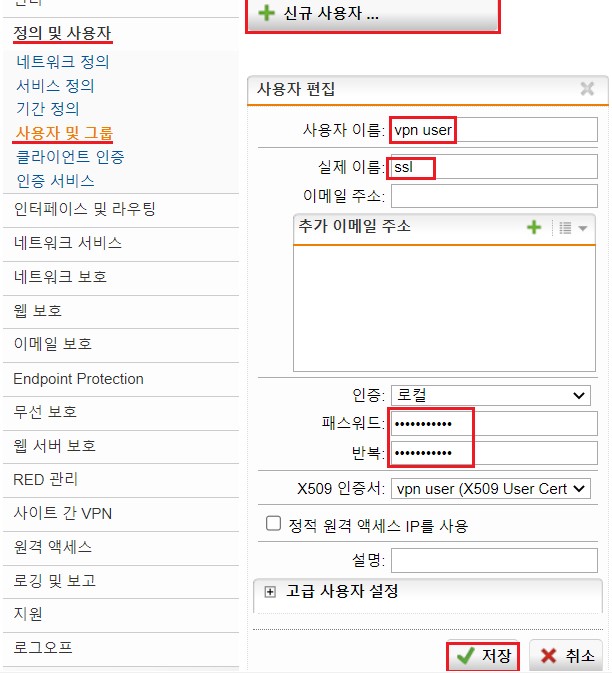 정의 및 사용자
네트워크 정의
서비스 정의
기간 정의
사용자 및 그룹
클라이언트 인증
인증 서비스
인터페이스 및 라우팅
네트워크 서비스
네트워크 보호
웹 보호
이메일 보호
Endpoint Protection
무선 보호
웹 서버 보호
RED 관리
사이트 간 VPN
원격 액세스
로깅 및 보고
지원
로그오프
신규 사용자 ...
사용자 편집
사용자 이름: vpn user
실제 이름: ssl
이메일 주소:
추가 이메일 주소
인증: 로컬
패스워드: •••••••••••
반복: •••••••••••
X509 인증서: vpn user (X509 User Cert
정적 원격 액세스 IP를 사용
설명:
고급 사용자 설정
저장 취소